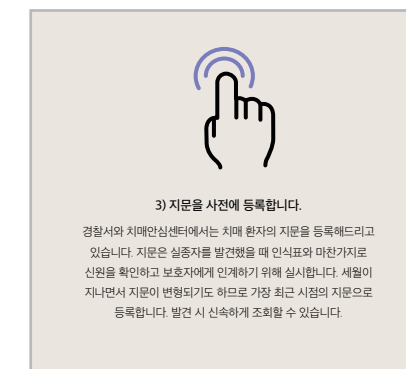 3) 지문을 사전에 등록합니다.
경찰서와 치매안심센터에서는 치매 환자의 지문을 등록해드리고
있습니다. 지문은 실종자를 발견했을 때 인식표와 마찬가지로
신원을 확인하고 보호자에게 인계하기 위해 실시합니다. 세월이
지나면서 지문이 변형되기도 하므로 가장 최근 시점의 지문으로
등록합니다. 발견 시 신속하게 조회할 수 있습니다.